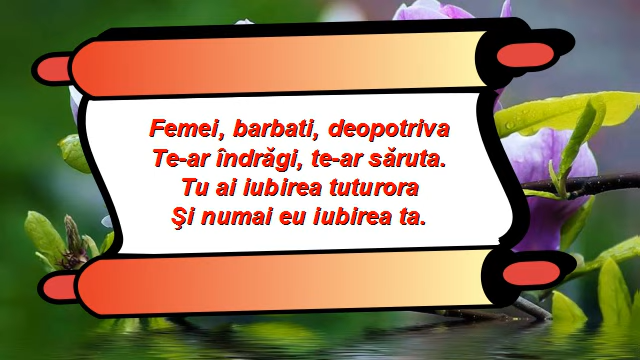 Femei, barbati, deopotriva
Te-ar îndrăgi, te-ar săruta.
Tu ai iubirea tuturora
Şi numai eu iubirea ta.